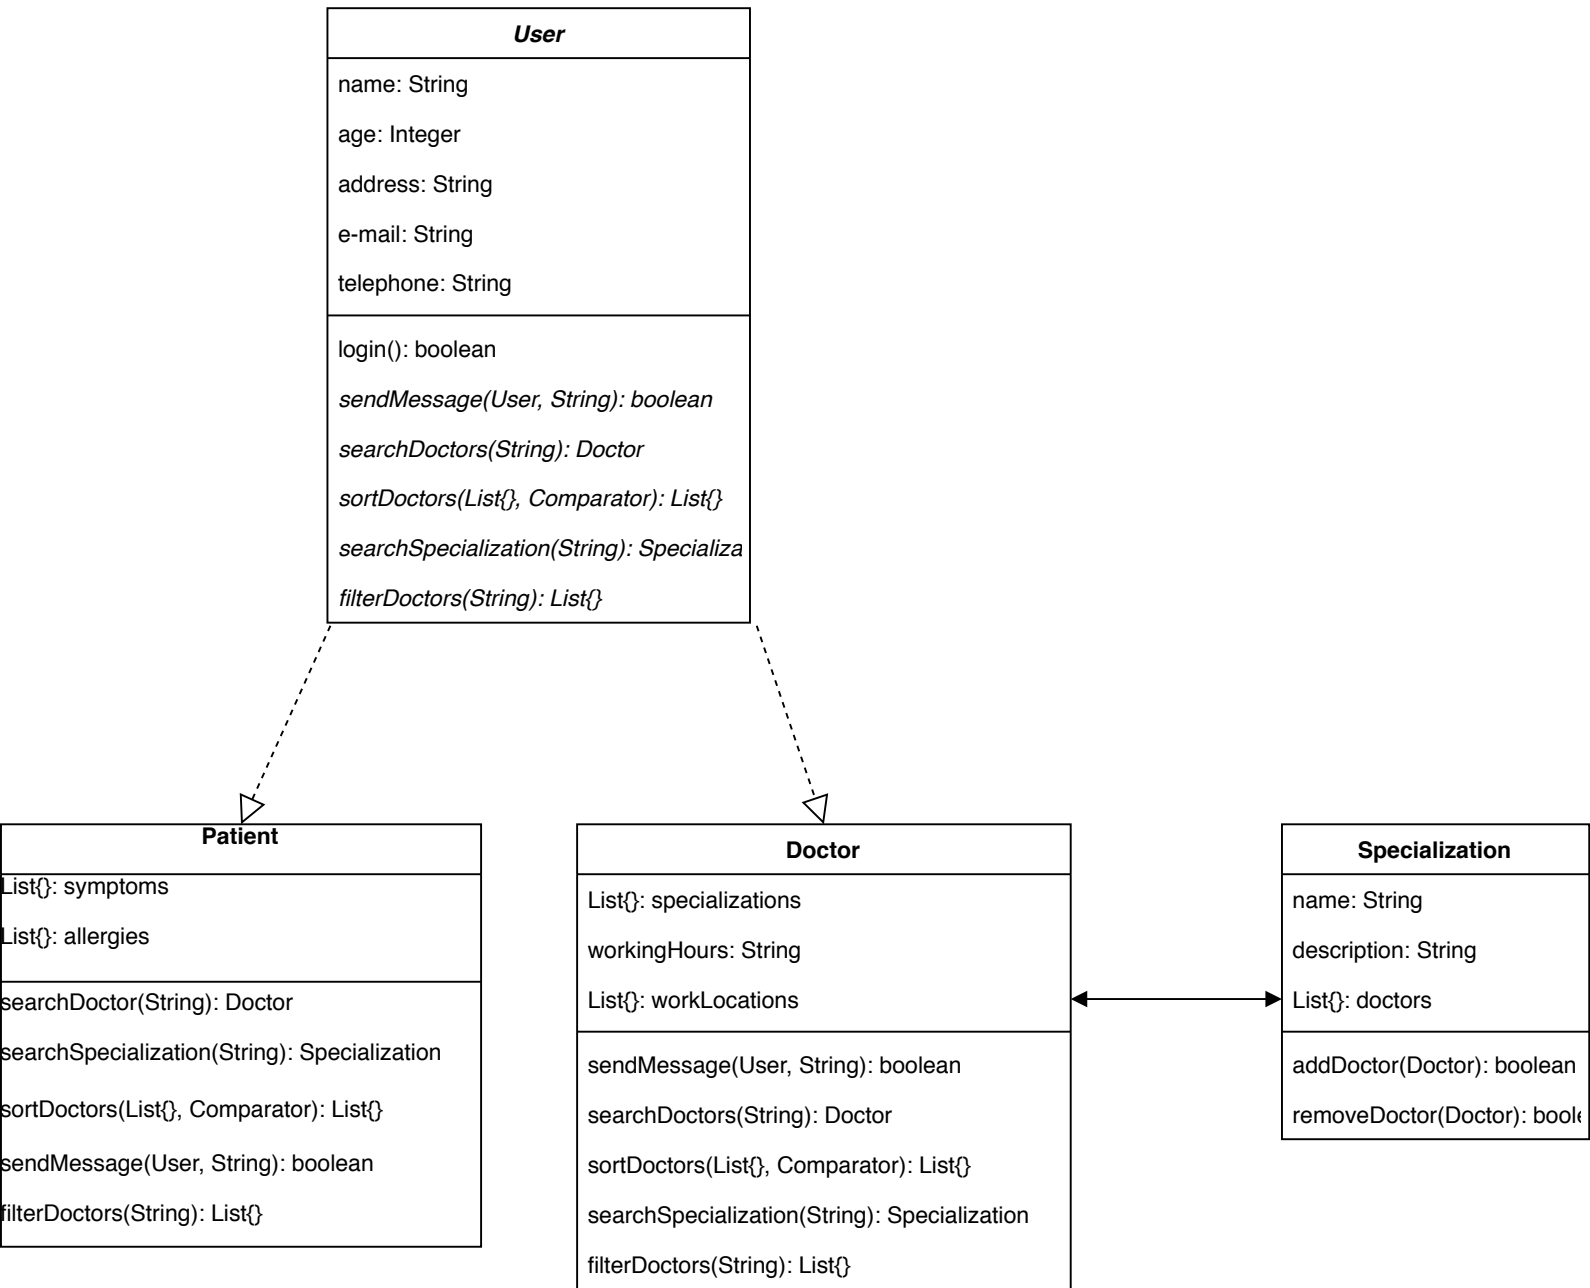 User
name: String
age: Integer
address: String
e-mail: String
telephone: String
login(): boolean
sendMessage(User, String): boolean
searchDoctors(String): Doctor
sortDoctors(List{}, Comparator): List{}
searchSpecialization(String): Specializa
filterDoctors(String): List{}
Patient
List{}: symptoms
List{}: allergies
searchDoctor(String): Doctor
searchSpecialization(String): Specialization
sortDoctors(List{}, Comparator): List{}
sendMessage(User, String): boolean
filterDoctors(String): List{}
Doctor
List{}: specializations
workingHours: String
List{}: workLocations
sendMessage(User, String): boolean
searchDoctors(String): Doctor
sortDoctors(List{}, Comparator): List{}
searchSpecialization(String): Specialization
filterDoctors(String): List{}
Specialization
name: String
description: String
List{}: doctors
addDoctor(Doctor): boolean
removeDoctor(Doctor): boole